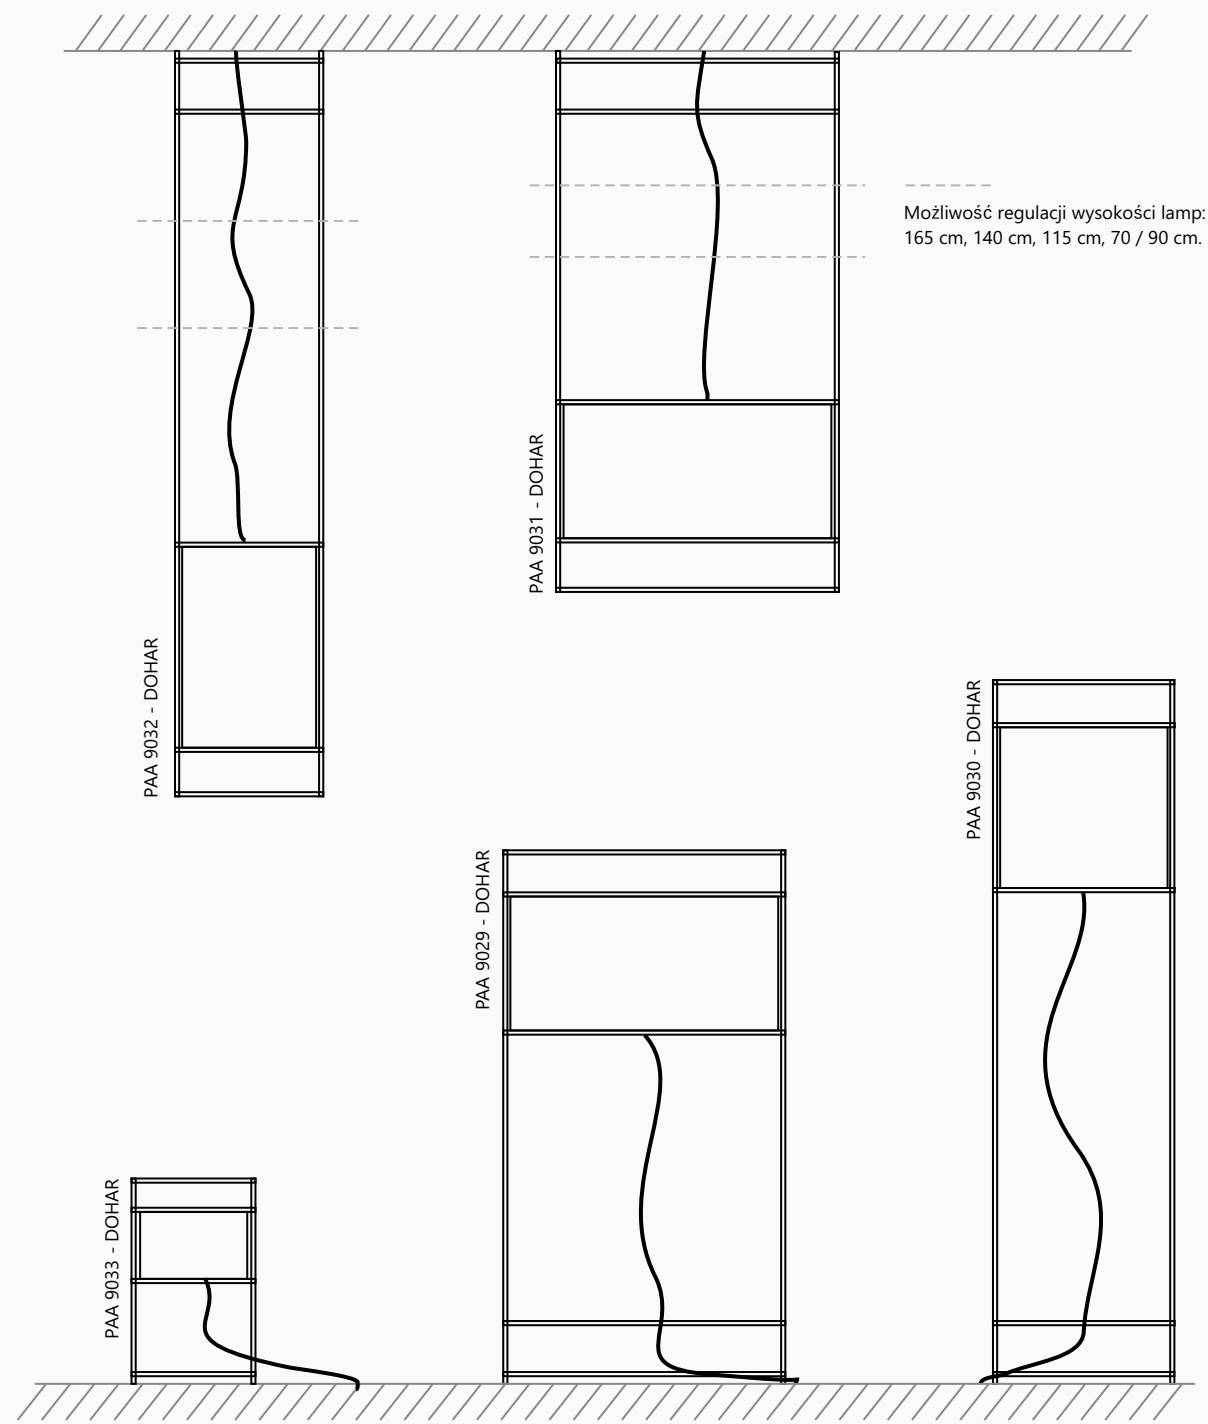 Możliwość regulacji wysokości lamp:
165 cm, 140 cm, 115 cm, 70 / 90 cm.
PAA 9031 - DOHAR
PAA 9032 - DOHAR
PAA 9030 - DOHAR
PAA 9029 - DOHAR
PAA 9033 - DOHAR